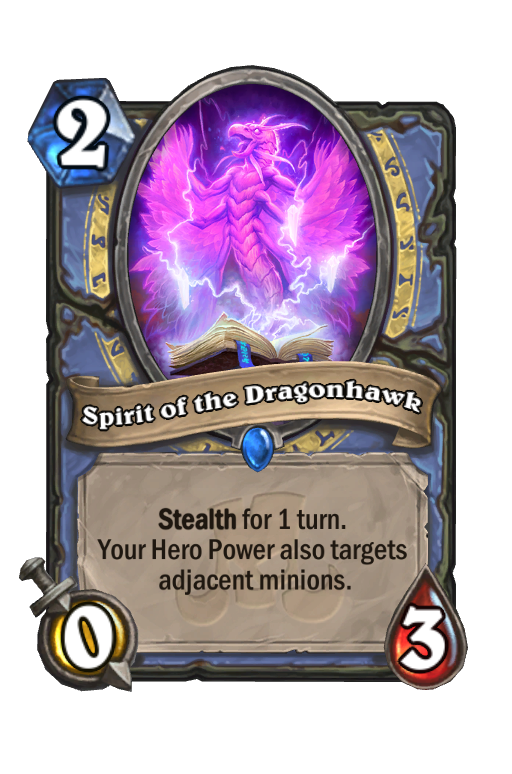 2
Spirit of the Dragonhawk
Stealth for 1 turn.
Your Hero Power also targets
adjacent minions.
0
3